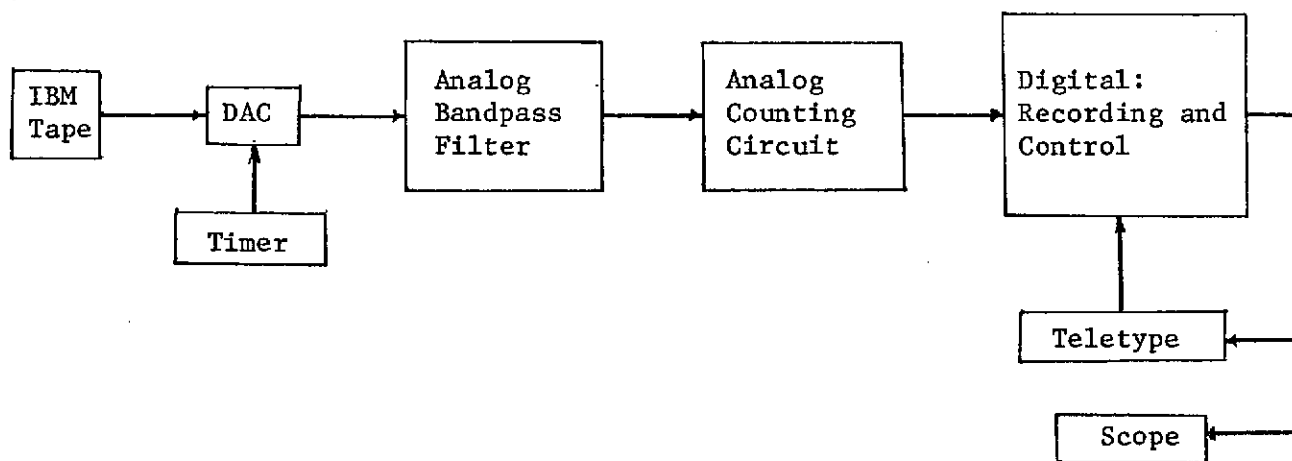 IBM
Tape
DAC
Timer
Analog
Bandpass
Filter
Analog
Counting
Circuit
Digital:
Recording and
Control
Teletype
Scope